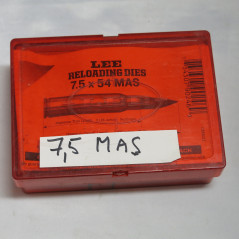 LEE
RELOADING DIES
7.5 x 54 MAS
7,5 MAS